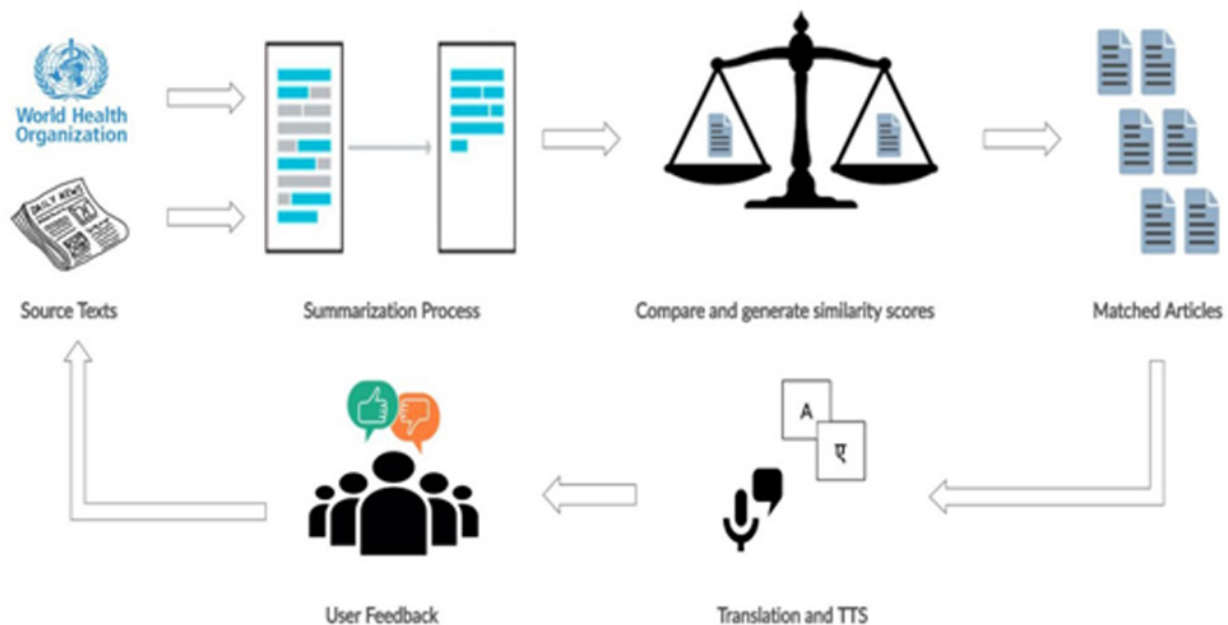 World Health
Organization
DAILY NEWS
Source Texts
Summarization Process
Compare and generate similarity scores
Matched Articles
A
ए
User Feedback
Translation and TTS